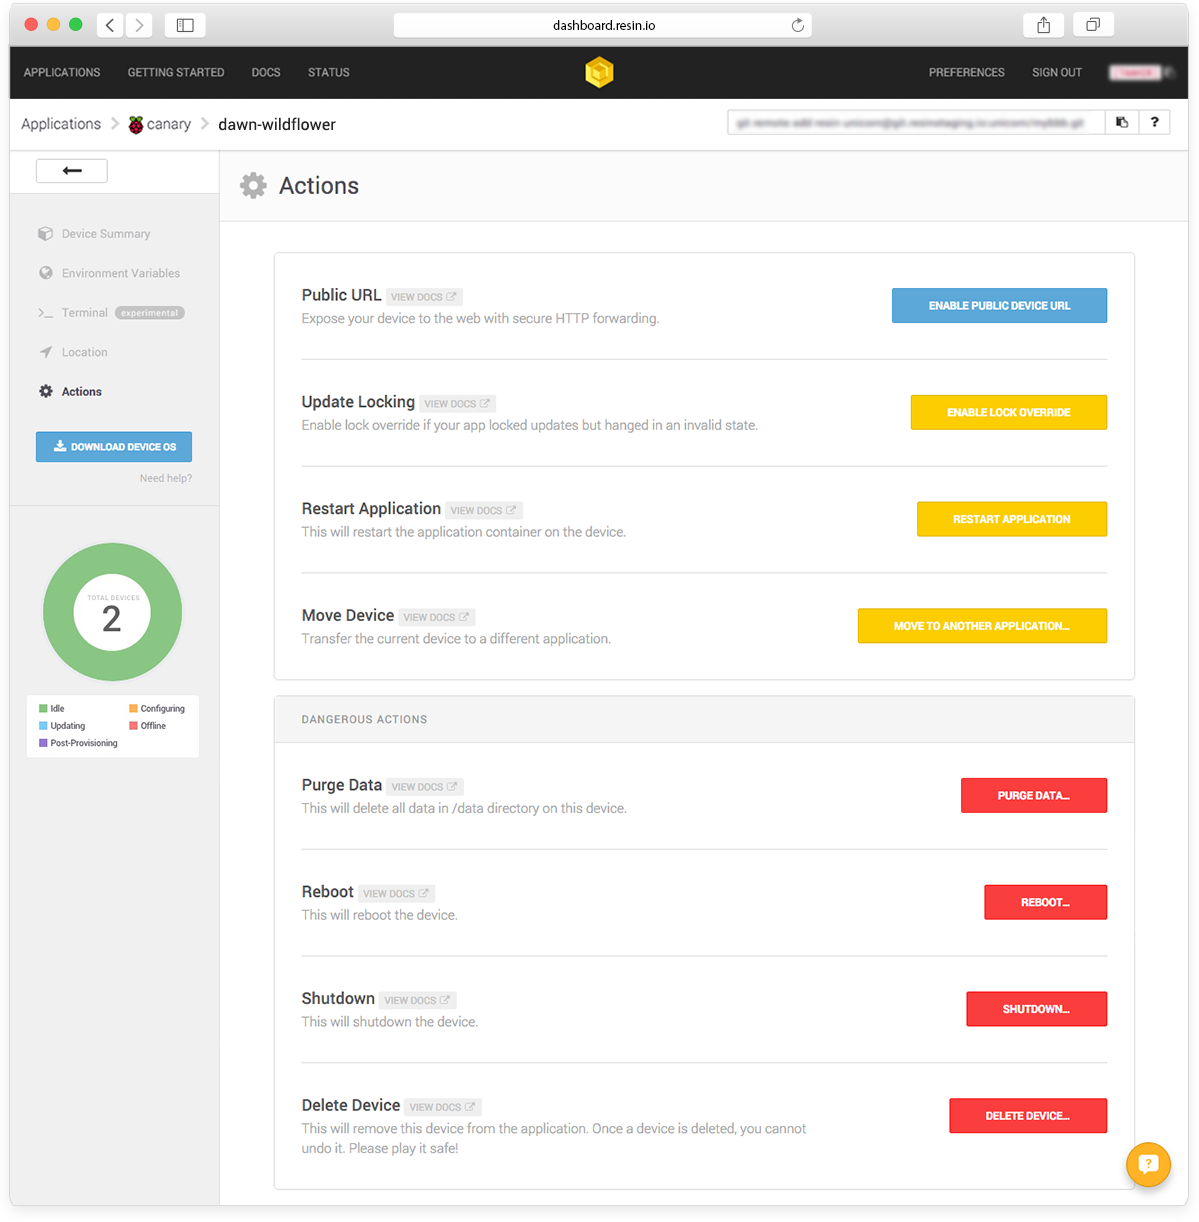 dashboard.resin.io
APPLICATIONS GETTING STARTED DOCS STATUS PREFERENCES SIGN OUT
Applications canary dawn-wildflower ?
Actions
Device Summary
Environment Variables
Terminal experimental
Location
Actions
DOWNLOAD DEVICE OS
Need help?
TOTAL DEVICES
2
Idle Configuring
Updating Offline
Post-Provisioning
Public URL VIEW DOCS
Expose your device to the web with secure HTTP forwarding.
ENABLE PUBLIC DEVICE URL
Update Locking VIEW DOCS
Enable lock override if your app locked updates but hanged in an invalid state.
ENABLE LOCK OVERRIDE
Restart Application VIEW DOCS
This will restart the application container on the device.
RESTART APPLICATION
Move Device VIEW DOCS
Transfer the current device to a different application.
MOVE TO ANOTHER APPLICATION...
DANGEROUS ACTIONS
Purge Data VIEW DOCS
This will delete all data in /data directory on this device.
PURGE DATA...
Reboot VIEW DOCS
This will reboot the device.
REBOOT...
Shutdown VIEW DOCS
This will shutdown the device.
SHUTDOWN...
Delete Device VIEW DOCS
This will remove this device from the application. Once a device is deleted, you cannot
undo it. Please play it safe!
DELETE DEVICE...
?